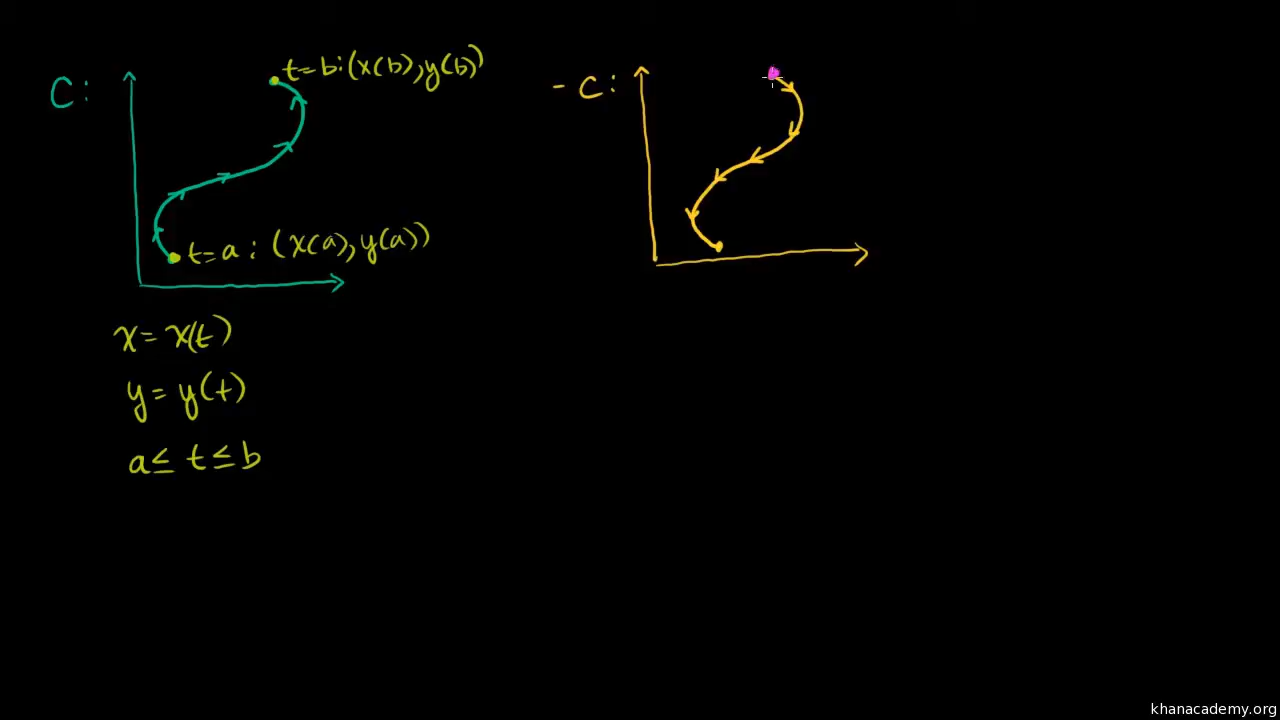 C:
t=b:(x(b),y(b))
t=a: (x(a),y(a))
x=x(t)
y=y(t)
a≤ t≤b
-C:
khanacademy.org